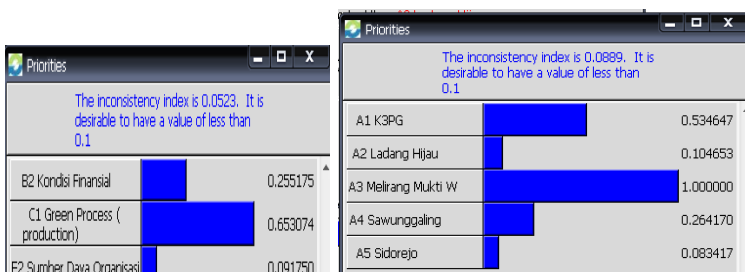 Priorities
The inconsistency index is 0.0523. It is
desirable to have a value of less than
0.1
B2 Kondisi Finansial 0.255175
C1 Green Process (
production) 0.653074
E2 Sumber Daya Organisasi 0.091750
Priorities
The inconsistency index is 0.0889. It is
desirable to have a value of less than
0.1
A1 K3PG 0.534647
A2 Ladang Hijau 0.104653
A3 Melirang Mukti W 1.000000
A4 Sawunggaling 0.264170
A5 Sidorejo 0.083417